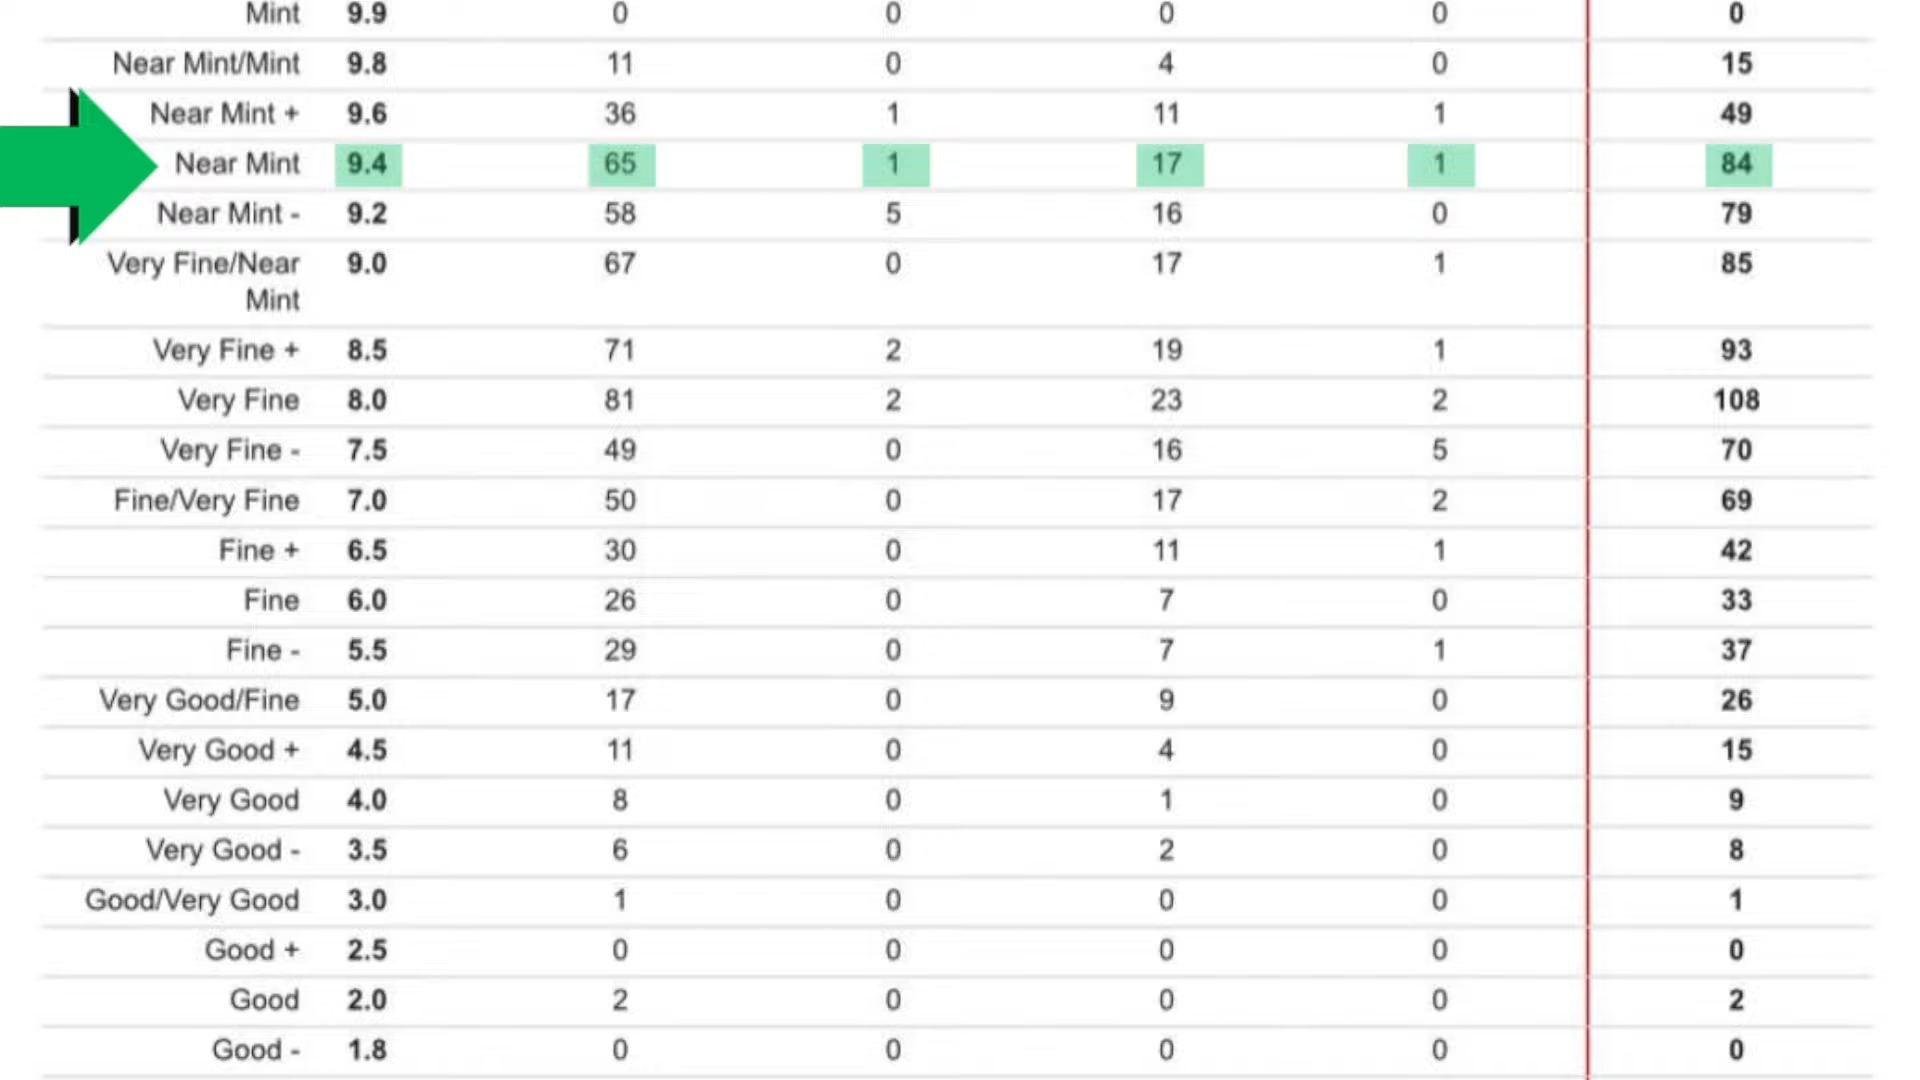 Mint 9.9 0 0 0 0 0
Near Mint/Mint 9.8 11 0 4 0 15
Near Mint + 9.6 36 1 11 1 49
Near Mint 9.4 65 1 17 1 84
Near Mint - 9.2 58 5 16 0 79
Very Fine/Near 9.0 67 0 17 1 85
Mint
Very Fine + 8.5 71 2 19 1 93
Very Fine 8.0 81 2 23 2 108
Very Fine - 7.5 49 0 16 5 70
Fine/Very Fine 7.0 50 0 17 2 69
Fine + 6.5 30 0 11 1 42
Fine 6.0 26 0 7 0 33
Fine - 5.5 29 0 7 1 37
Very Good/Fine 5.0 17 0 9 0 26
Very Good + 4.5 11 0 4 0 15
Very Good 4.0 8 0 1 0 9
Very Good - 3.5 6 0 2 0 8
Good/Very Good 3.0 1 0 0 0 1
Good + 2.5 0 0 0 0 0
Good 2.0 2 0 0 0 2
Good - 1.8 0 0 0 0 0